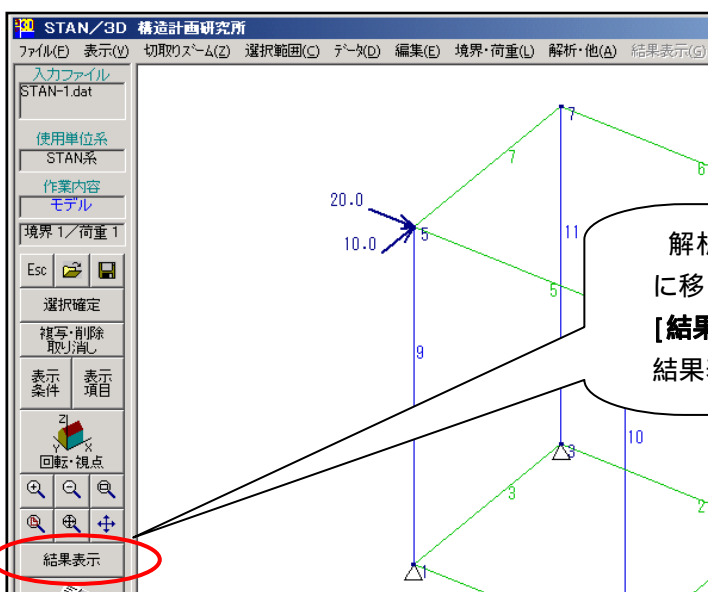 STAN/3D 構造計画研究所
ファイル(F) 表示(V) 切取りズーム(Z) 選択範囲(C) データ(D) 編集(E) 境界・荷重(L) 解析・他(A) 結果表示(G)
入力ファイル
STAN-1.dat
使用単位系
STAN系
作業内容
モデル
境界 1/荷重 1
Esc
選択確定
複写・削除
取り消し
表示 表示
条件 項目
Z
Y X
回転・視点
結果表示
7
7
6
20.0
10.0
5
11
5
9
10
3
3
2
1
解析
に移
[結果
結果